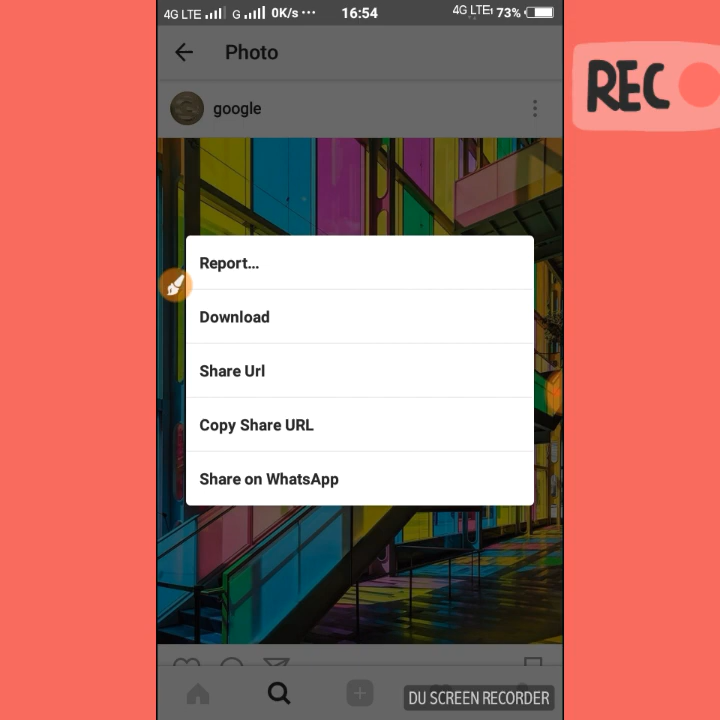 4G LTE G 0K/s ··· 16:54 4G LTE 73%
REC
Photo
google
Report...
Download
Share Url
Copy Share URL
Share on WhatsApp
DU SCREEN RECORDER